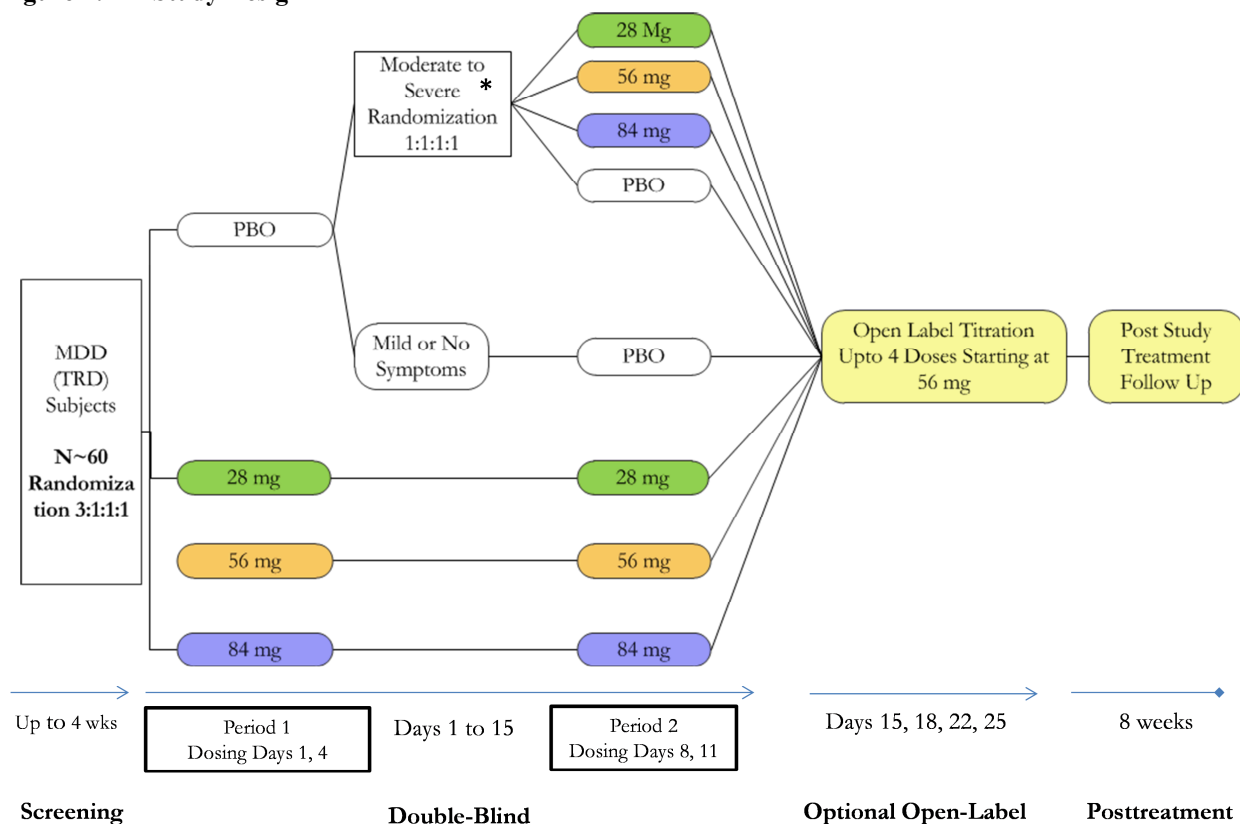 28 Mg
Moderate to
Severe *
Randomization
1:1:1:1
56 mg
84 mg
PBO
PBO
MDD
(TRD)
Subjects
N~60
Randomiza
tion 3:1:1:1
Mild or No
Symptoms
PBO
Open Label Titration
Upto 4 Doses Starting at
56 mg
Post Study
Treatment
Follow Up
28 mg
28 mg
56 mg
56 mg
84 mg
84 mg
Up to 4 wks
Period 1
Dosing Days 1, 4
Days 1 to 15
Period 2
Dosing Days 8, 11
Days 15, 18, 22, 25
8 weeks
Screening
Double-Blind
Optional Open-Label
Posttreatment